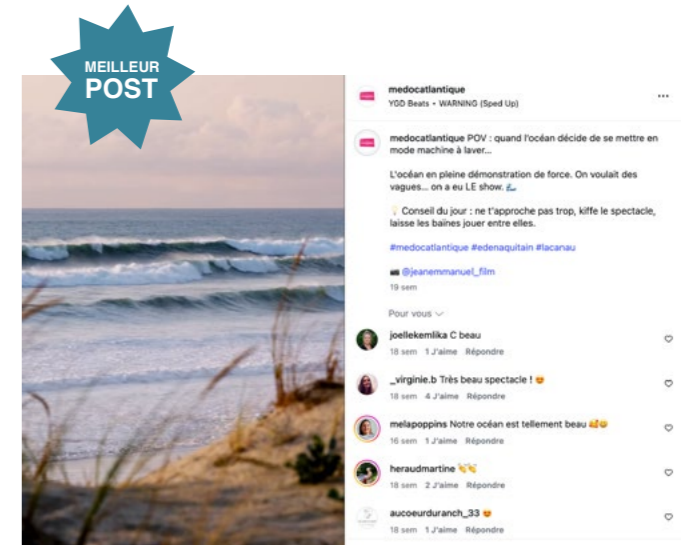 MEILLEUR
POST
medocatlantique
YGD Beats • WARNING (Sped Up)
medocatlantique POV : quand l'océan décide de se mettre en
mode machine à laver...
L'océan en pleine démonstration de force. On voulait des
vagues... on a eu LE show. 🌊
💡 Conseil du jour : ne t'approche pas trop, kiffe le spectacle,
laisse les baïnes jouer entre elles.
#medocatlantique #edenaquitain #lacanau
📷 @jeanemmanuel_film
19 sem
Pour vous
joellekemlika C beau
18 sem 1 J'aime Répondre
_virginie.b Très beau spectacle ! 😍
18 sem 4 J'aime Répondre
melapoppins Notre océan est tellement beau 🥰😍
16 sem 1 J'aime Répondre
heraudmartine 👏👏
18 sem 2 J'aime Répondre
aucoeurduranch_33 😍
18 sem 1 J'aime Répondre